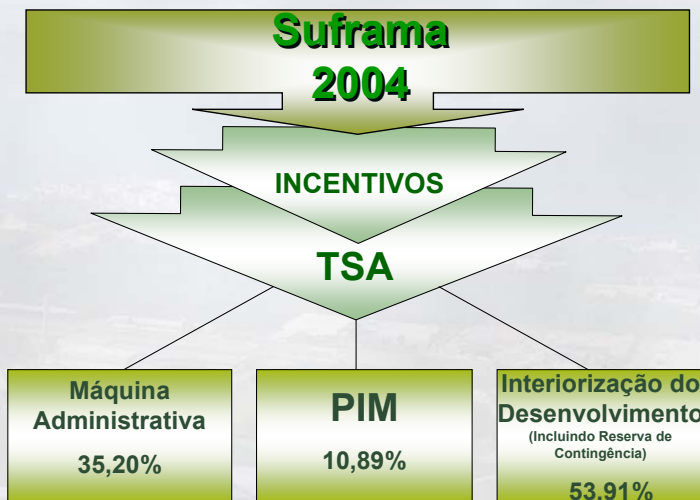 Suframa
2004
INCENTIVOS
TSA
Máquina
Administrativa
35,20%
PIM
10,89%
Interiorização do
Desenvolvimento
(Incluindo Reserva de
Contingência)
53,91%